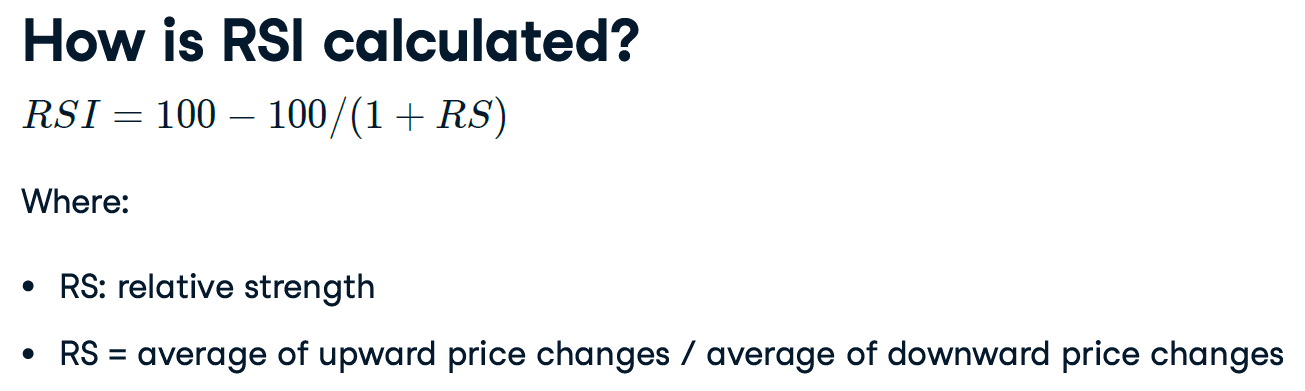 How is RSI calculated?
RSI = 100 − 100/(1 + RS)
Where:
• RS: relative strength
• RS = average of upward price changes / average of downward price changes